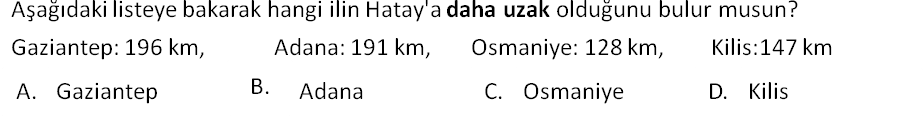 Aşağıdaki listeye bakarak hangi ilin Hatay'a daha uzak olduğunu bulur musun?
Gaziantep: 196 km, Adana: 191 km, Osmaniye: 128 km, Kilis:147 km
A. Gaziantep B. Adana C. Osmaniye D. Kilis